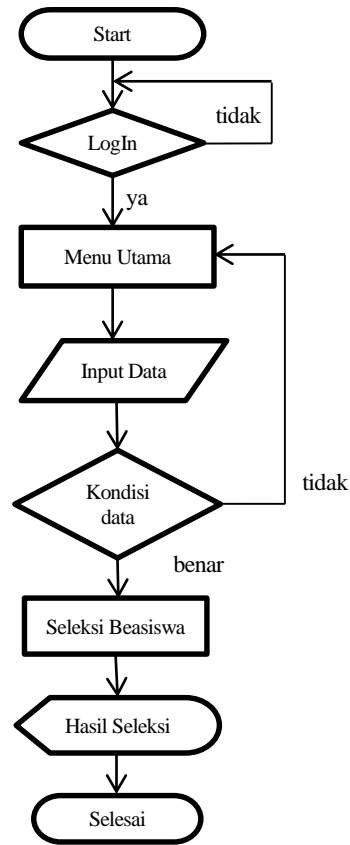 Start
tidak
LogIn
ya
Menu Utama
Input Data
Kondisi
data
tidak
benar
Seleksi Beasiswa
Hasil Seleksi
Selesai